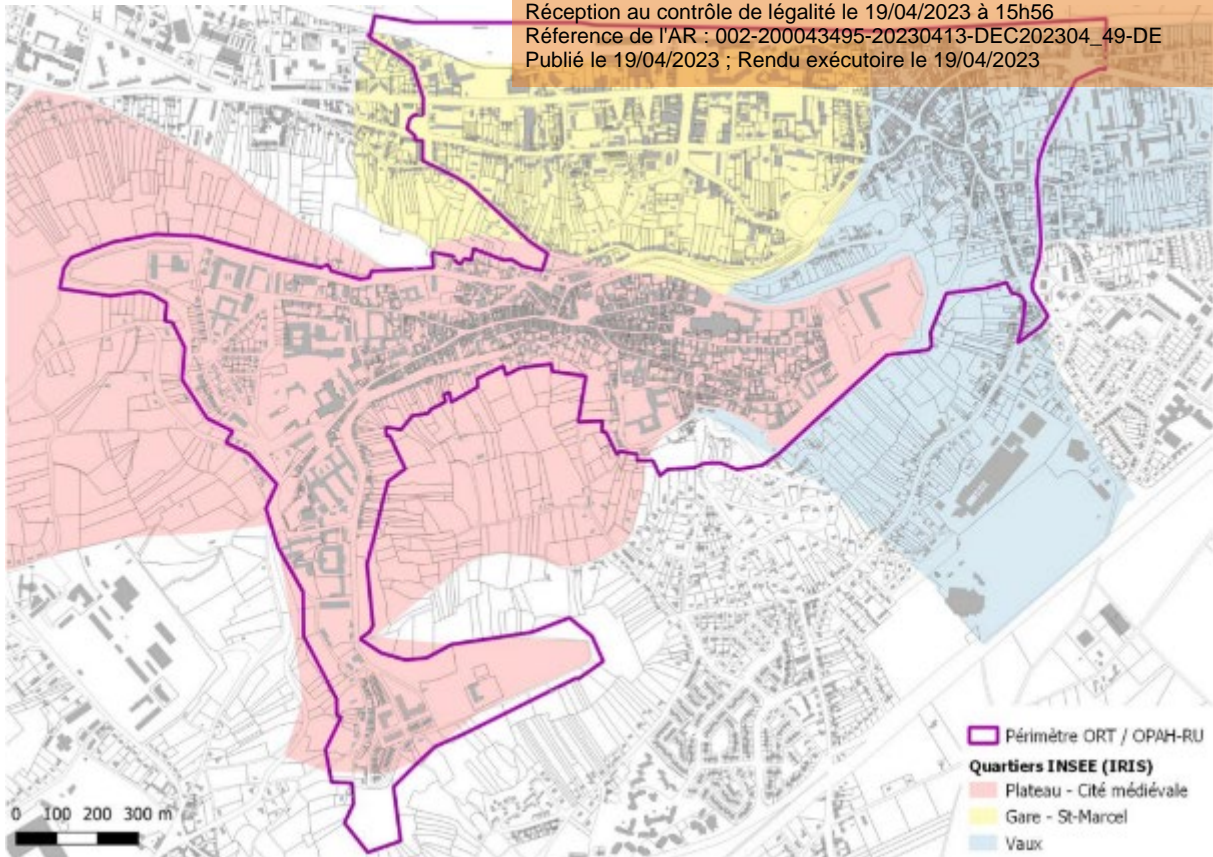 Réception au contrôle de légalité le 19/04/2023 à 15h56
Réference de l'AR : 002-200043495-20230413-DEC202304_49-DE
Publié le 19/04/2023 ; Rendu exécutoire le 19/04/2023
Périmètre ORT / OPAH-RU
Quartiers INSEE (IRIS)
Plateau - Cité médiévale
Gare - St-Marcel
Vaux
0 100 200 300 m